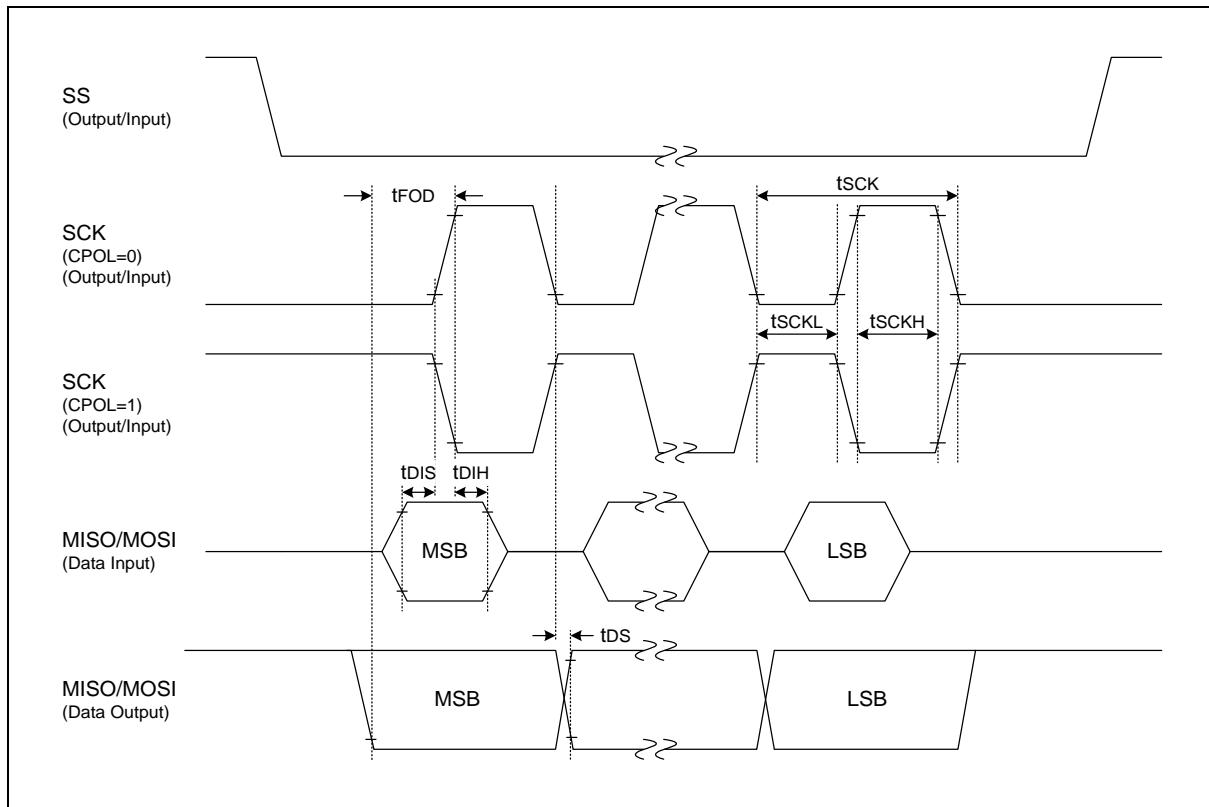 SS
(Output/Input)
tFOD
tSCK
SCK
(CPOL=0)
(Output/Input)
tSCKL
tSCKH
SCK
(CPOL=1)
(Output/Input)
tDIS
tDIH
MISO/MOSI
(Data Input)
MSB
LSB
tDS
MISO/MOSI
(Data Output)
MSB
LSB